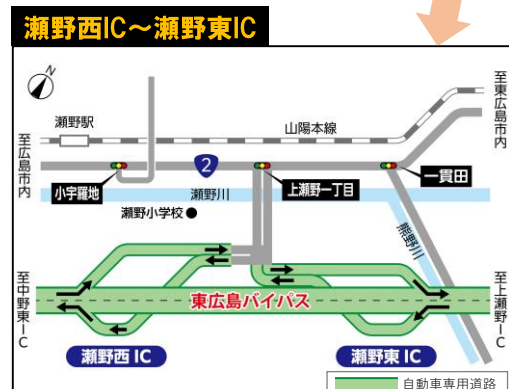 瀬野西IC～瀬野東IC
N
至東広島市内
瀬野駅
山陽本線
至広島市内
2
小宇羅地
瀬野川
上瀬野一丁目
一貫田
瀬野小学校
熊野川
至中野東IC
東広島バイパス
至上瀬野IC
瀬野西 IC
瀬野東 IC
自動車専用道路